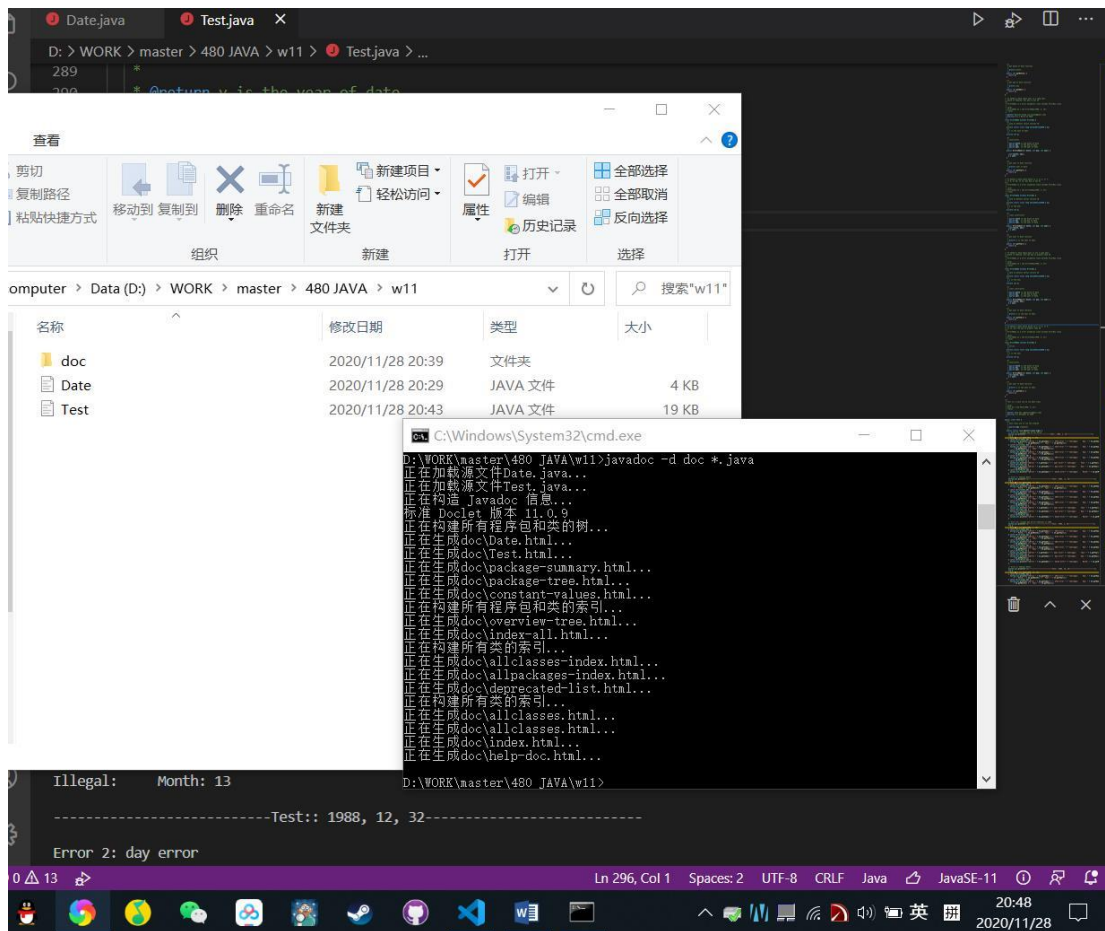 Date.java Test.java
D: > WORK > master > 480 JAVA > w11 > Test.java > ...
289 *
290 * @return y is the year of date
查看
剪切
复制路径
粘贴快捷方式
移动到 复制到 删除 重命名
新建文件夹
新建项目
轻松访问
属性
打开
编辑
历史记录
全部选择
全部取消
反向选择
组织 新建 打开 选择
omputer > Data (D:) > WORK > master > 480 JAVA > w11 搜索"w11"
名称 修改日期 类型 大小
doc 2020/11/28 20:39 文件夹
Date 2020/11/28 20:29 JAVA 文件 4 KB
Test 2020/11/28 20:43 JAVA 文件 19 KB
C:\Windows\System32\cmd.exe
D:\WORK\master\480 JAVA\w11>javadoc -d doc *.java
正在加载源文件Date.java...
正在加载源文件Test.java...
正在构造 Javadoc 信息...
标准 Doclet 版本 11.0.9
正在构建所有程序包和类的树...
正在生成doc\Date.html...
正在生成doc\Test.html...
正在生成doc\package-summary.html...
正在生成doc\package-tree.html...
正在生成doc\constant-values.html...
正在构建所有程序包和类的索引...
正在生成doc\overview-tree.html...
正在生成doc\index-all.html...
正在构建所有类的索引...
正在生成doc\allclasses-index.html...
正在生成doc\allpackages-index.html...
正在生成doc\deprecated-list.html...
正在构建所有类的索引...
正在生成doc\allclasses.html...
正在生成doc\allclasses.html...
正在生成doc\index.html...
正在生成doc\help-doc.html...
D:\WORK\master\480 JAVA\w11>
Illegal: Month: 13
---------------------------Test:: 1988, 12, 32---------------------------
Error 2: day error
0 13 Ln 296, Col 1 Spaces: 2 UTF-8 CRLF Java JavaSE-11
英 拼 20:48
2020/11/28